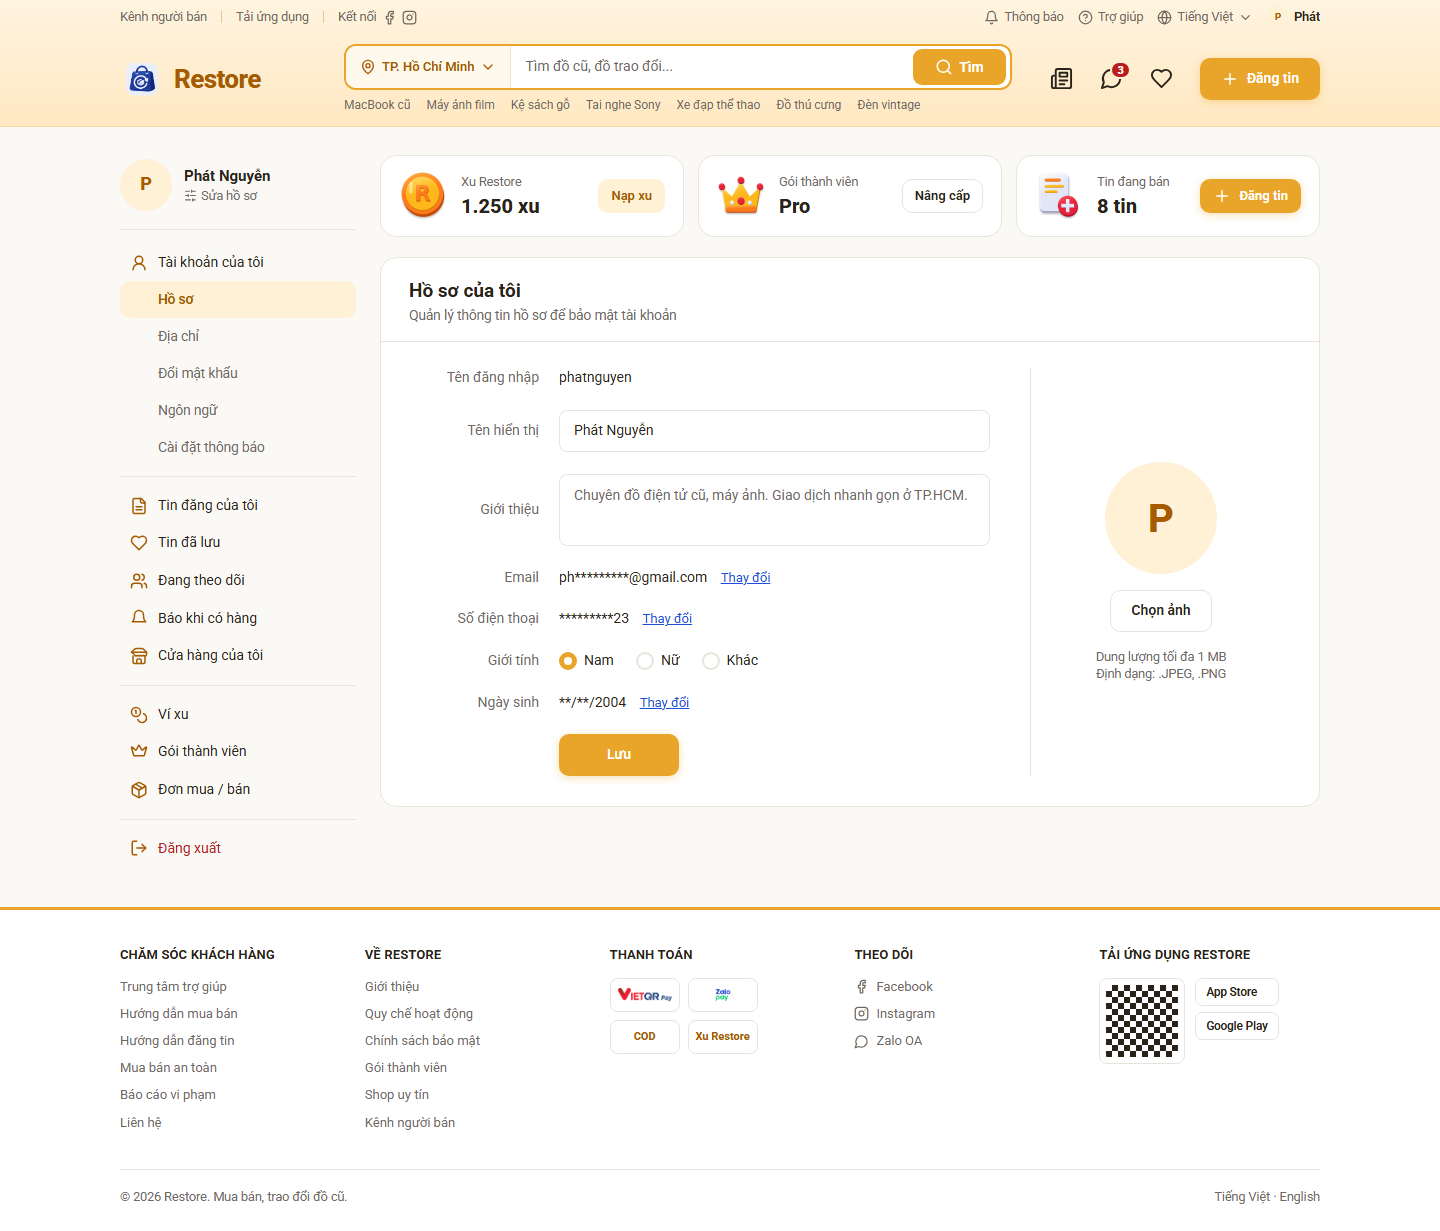 Kênh người bán
Tải ứng dụng
Kết nối
Thông báo
Trợ giúp
Tiếng Việt
P
Phát
Restore
TP. Hồ Chí Minh
Tìm đồ cũ, đồ trao đổi...
Tìm
MacBook cũ
Máy ảnh film
Kệ sách gỗ
Tai nghe Sony
Xe đạp thể thao
Đồ thú cưng
Đèn vintage
3
Đăng tin
P
Phát Nguyễn
Sửa hồ sơ
R
Xu Restore
1.250 xu
Nạp xu
Gói thành viên
Pro
Nâng cấp
Tin đang bán
8 tin
Đăng tin
Tài khoản của tôi
Hồ sơ
Địa chỉ
Đổi mật khẩu
Ngôn ngữ
Cài đặt thông báo
Tin đăng của tôi
Tin đã lưu
Đang theo dõi
Báo khi có hàng
Cửa hàng của tôi
Ví xu
Gói thành viên
Đơn mua / bán
Đăng xuất
Hồ sơ của tôi
Quản lý thông tin hồ sơ để bảo mật tài khoản
Tên đăng nhập
phatnguyen
Tên hiển thị
Phát Nguyễn
Giới thiệu
Chuyên đồ điện tử cũ, máy ảnh. Giao dịch nhanh gọn ở TP.HCM.
Email
ph*********@gmail.com
Thay đổi
Số điện thoại
*********23
Thay đổi
Giới tính
Nam
Nữ
Khác
Ngày sinh
**/**/2004
Thay đổi
Lưu
P
Chọn ảnh
Dung lượng tối đa 1 MB
Định dạng: .JPEG, .PNG
CHĂM SÓC KHÁCH HÀNG
Trung tâm trợ giúp
Hướng dẫn mua bán
Hướng dẫn đăng tin
Mua bán an toàn
Báo cáo vi phạm
Liên hệ
VỀ RESTORE
Giới thiệu
Quy chế hoạt động
Chính sách bảo mật
Gói thành viên
Shop uy tín
Kênh người bán
THANH TOÁN
VIETQR Pay
Zalo
pay
COD
Xu Restore
THEO DÕI
Facebook
Instagram
Zalo OA
TẢI ỨNG DỤNG RESTORE
App Store
Google Play
© 2026 Restore. Mua bán, trao đổi đồ cũ.
Tiếng Việt · English